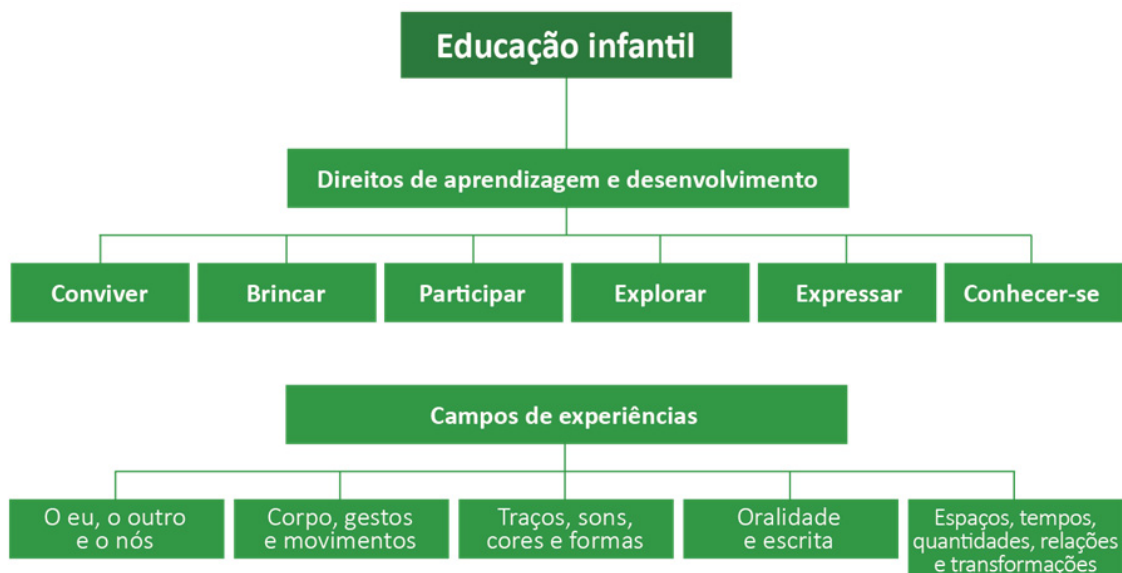 Educação infantil
Direitos de aprendizagem e desenvolvimento
Conviver
Brincar
Participar
Explorar
Expressar
Conhecer-se
Campos de experiências
O eu, o outro
e o nós
Corpo, gestos
e movimentos
Traços, sons,
cores e formas
Oralidade
e escrita
Espaços, tempos,
quantidades, relações
e transformações